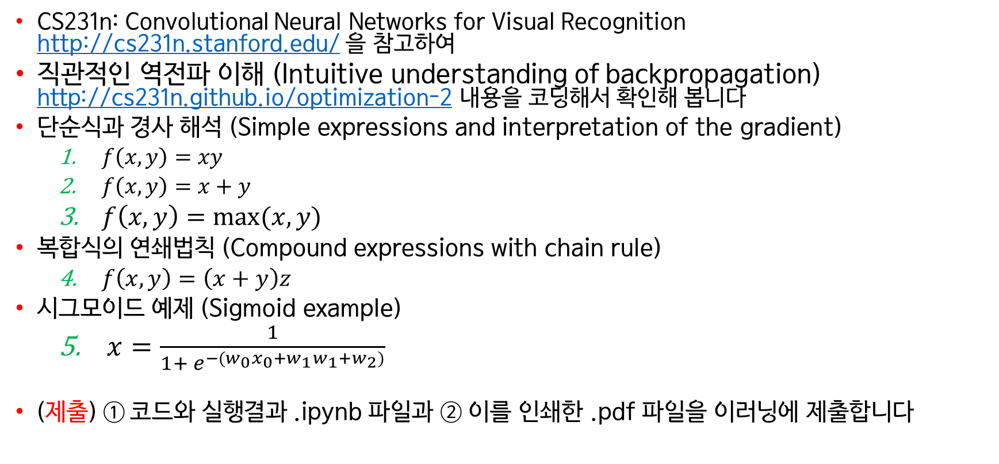 • CS231n: Convolutional Neural Networks for Visual Recognition
http://cs231n.stanford.edu/ 을 참고하여
• 직관적인 역전파 이해 (Intuitive understanding of backpropagation)
http://cs231n.github.io/optimization-2 내용을 코딩해서 확인해 봅니다
• 단순식과 경사 해석 (Simple expressions and interpretation of the gradient)
1. f(x, y) = xy
2. f(x, y) = x + y
3. f(x, y) = max(x, y)
• 복합식의 연쇄법칙 (Compound expressions with chain rule)
4. f(x, y) = (x + y)z
• 시그모이드 예제 (Sigmoid example)
5. x = 1 / (1 + e^{−(w₀x₀+w₁w₁+w₂)})
• (제출) ① 코드와 실행결과 .ipynb 파일과 ② 이를 인쇄한 .pdf 파일을 이러닝에 제출합니다